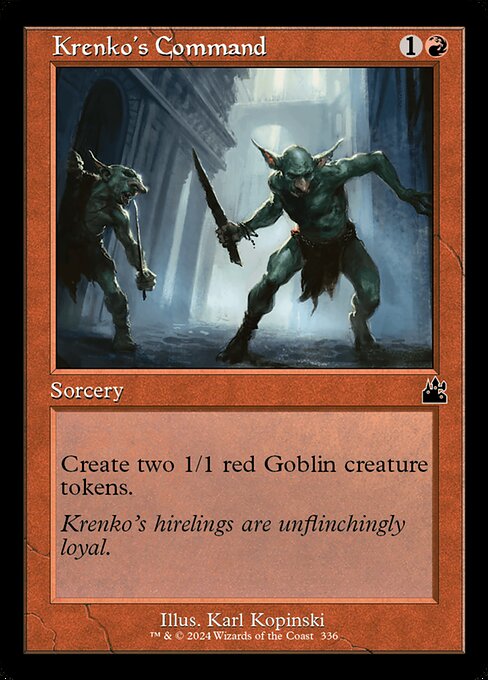 Krenko's Command 1
Sorcery
Create two 1/1 red Goblin creature
tokens.
Krenko's hirelings are unflinchingly
loyal.
Illus. Karl Kopinski
™ & © 2024 Wizards of the Coast 336